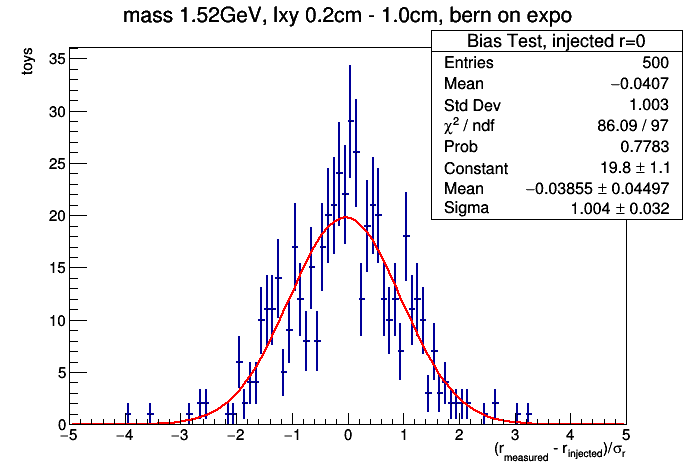 mass 1.52GeV, lxy 0.2cm - 1.0cm, bern on expo
Bias Test, injected r=0
Entries 500
Mean −0.0407
Std Dev 1.003
χ² / ndf 86.09 / 97
Prob 0.7783
Constant 19.8 ± 1.1
Mean −0.03855 ± 0.04497
Sigma 1.004 ± 0.032
toys
35
30
25
20
15
10
5
0
−5 −4 −3 −2 −1 0 1 2 3 4 5
(r_measured - r_injected)/σ_r